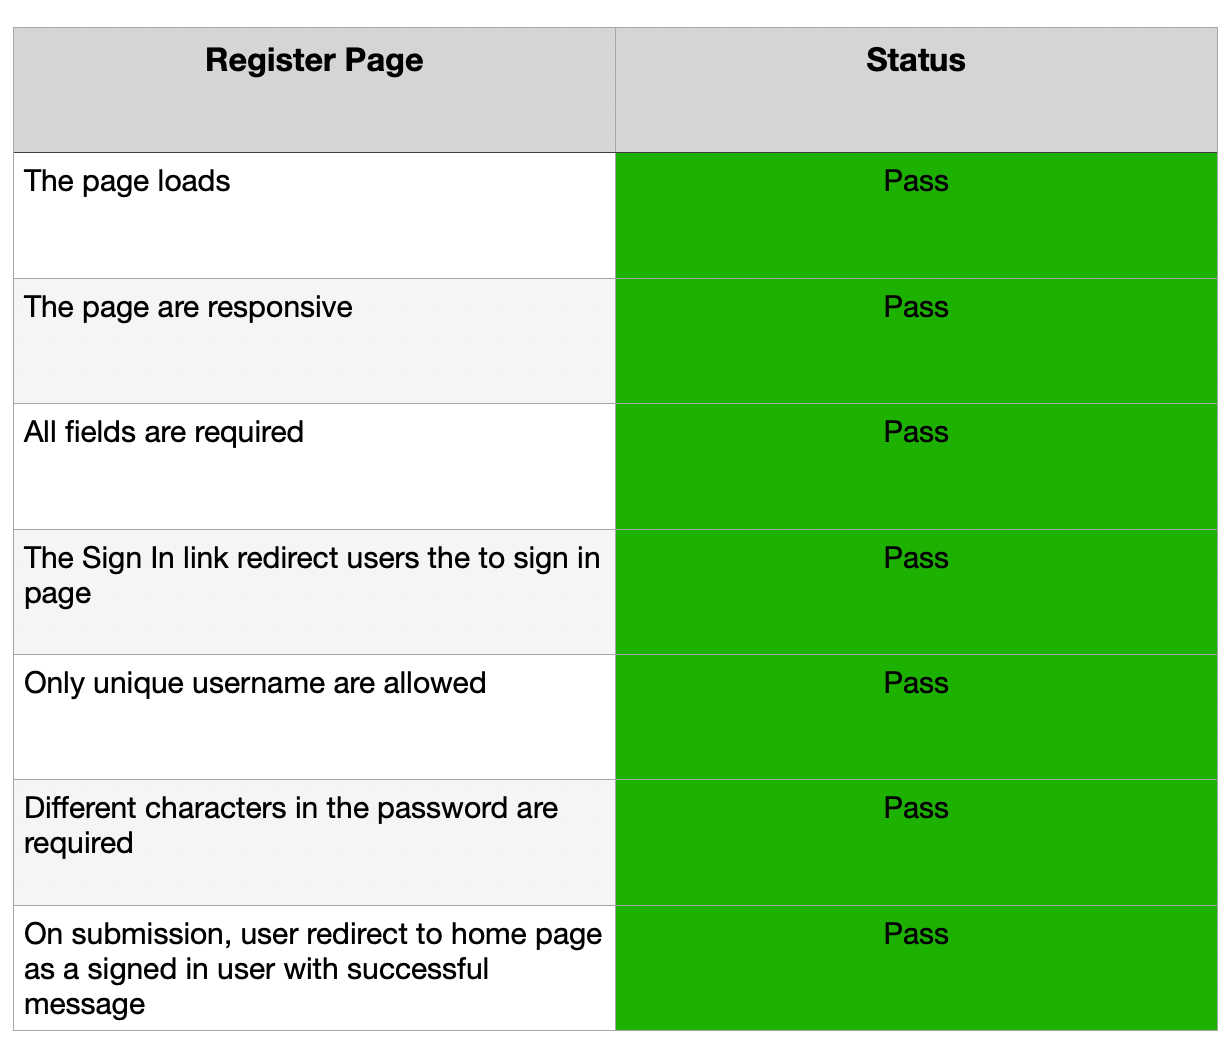 Register Page Status
The page loads Pass
The page are responsive Pass
All fields are required Pass
The Sign In link redirect users the to sign in Pass
page
Only unique username are allowed Pass
Different characters in the password are Pass
required
On submission, user redirect to home page Pass
as a signed in user with successful
message